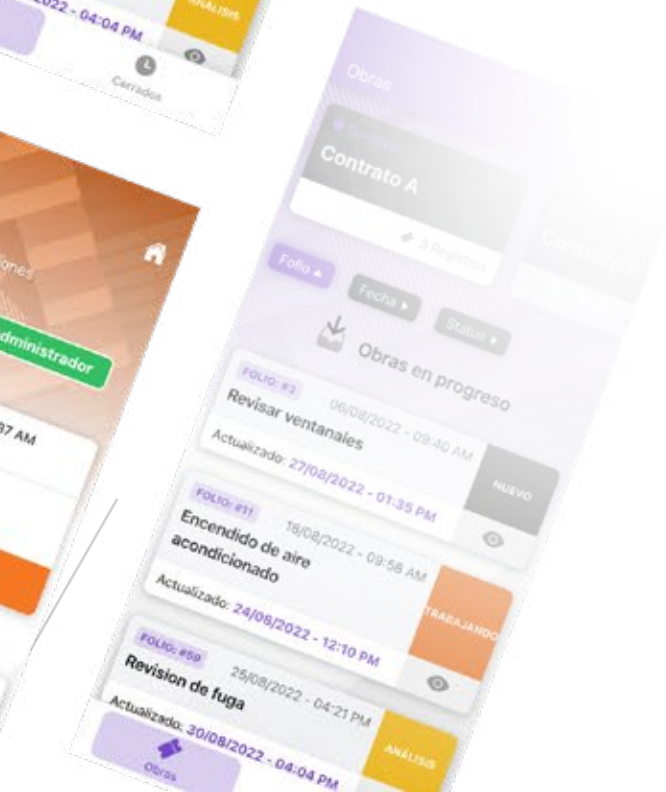 2022 - 04:04 PM
ANÁLISIS
Cerrados
ones
dministrador
37 AM
Obras
Contrato
Contrato A
3 Registros
Folio
Fecha
Status
Obras en progreso
FOLIO: #3
06/08/2022 - 09:40 AM
Revisar ventanales
Actualizado: 27/08/2022 - 01:35 PM
NUEVO
FOLIO: #11
18/08/2022 - 09:58 AM
Encendido de aire
acondicionado
Actualizado: 24/08/2022 - 12:10 PM
TRABAJANDO
FOLIO: #59
25/08/2022 - 04:21 PM
Revision de fuga
Actualizado: 30/08/2022 - 04:04 PM
ANÁLISIS
Obras